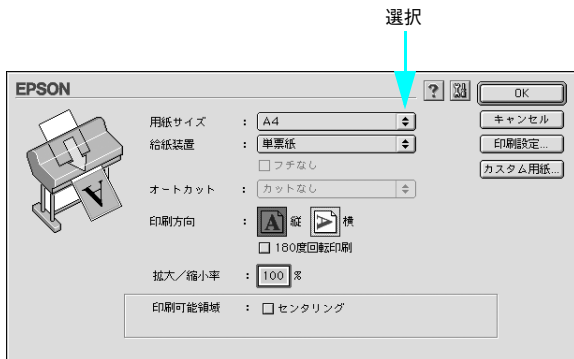 選択
EPSON
? OK
用紙サイズ : A4 キャンセル
給紙装置 : 単票紙 印刷設定...
フチなし カスタム用紙...
オートカット : カットなし
印刷方向 : A 縦 A 横
180度回転印刷
拡大/縮小率 : 100 %
印刷可能領域 : センタリング